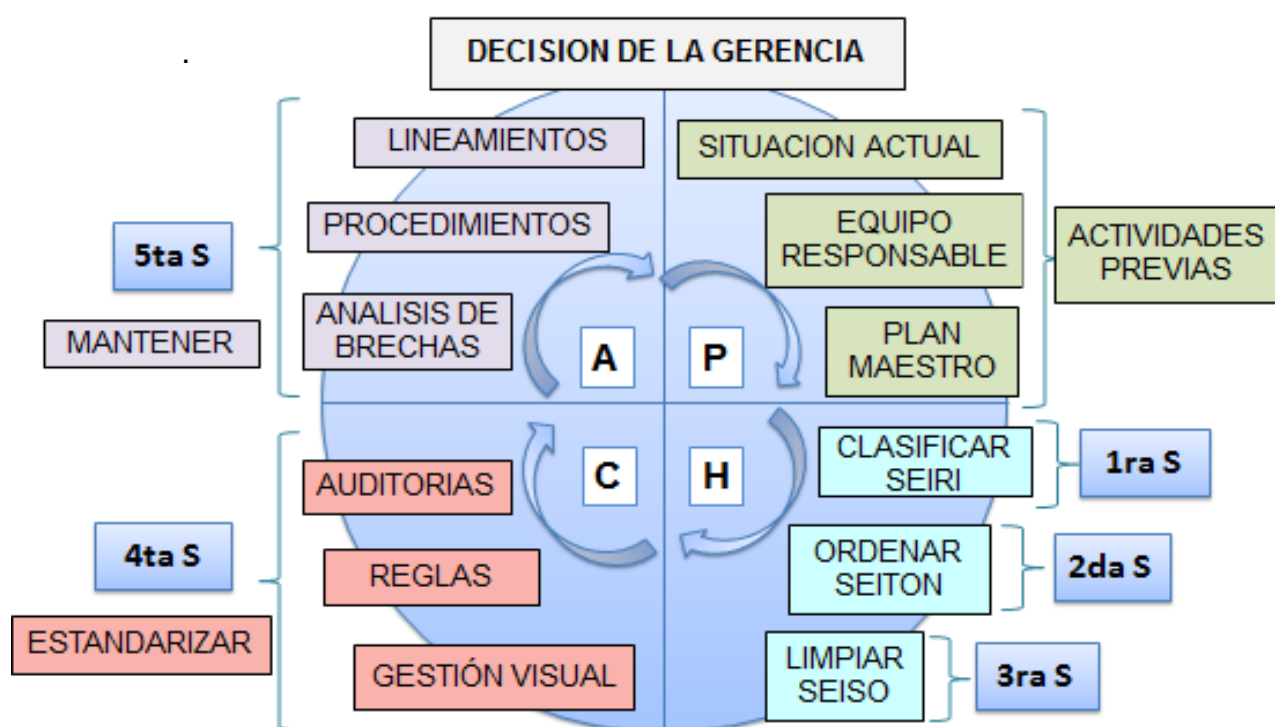 DECISION DE LA GERENCIA
LINEAMIENTOS
PROCEDIMIENTOS
ANALISIS DE
BRECHAS
5ta S
MANTENER
SITUACION ACTUAL
EQUIPO
RESPONSABLE
PLAN
MAESTRO
ACTIVIDADES
PREVIAS
A
P
C
H
AUDITORIAS
REGLAS
GESTIÓN VISUAL
4ta S
ESTANDARIZAR
CLASIFICAR
SEIRI
1ra S
ORDENAR
SEITON
2da S
LIMPIAR
SEISO
3ra S